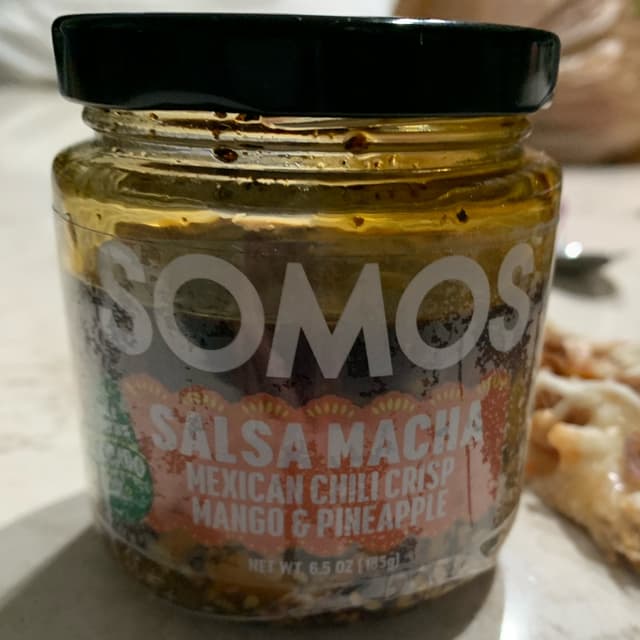 SOMOS
SALSA MACHA
MEXICAN CHILI CRISP
MANGO & PINEAPPLE
NET WT. 6.5 OZ (185g)